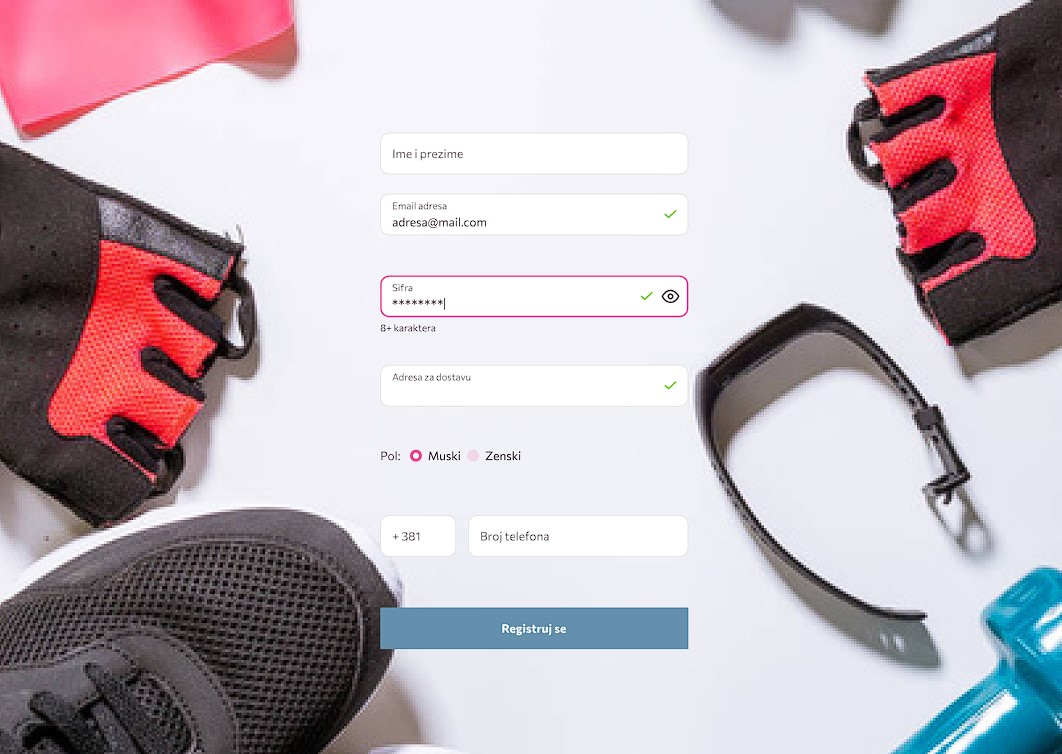 Ime i prezime
Email adresa
adresa@mail.com
Sifra
********
8+ karaktera
Adresa za dostavu
Pol: Muski Zenski
+ 381 Broj telefona
Registruj se